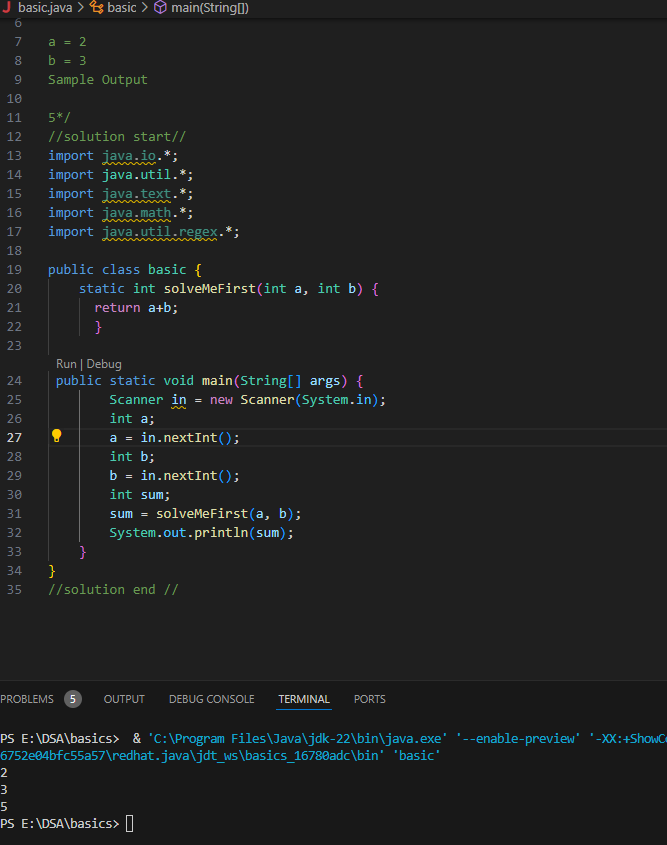 basic.java > basic > main(String[])
6
7 a = 2
8 b = 3
9 Sample Output
10
11 5*/
12 //solution start//
13 import java.io.*;
14 import java.util.*;
15 import java.text.*;
16 import java.math.*;
17 import java.util.regex.*;
18
19 public class basic {
20 static int solveMeFirst(int a, int b) {
21 return a+b;
22 }
23
Run | Debug
24 public static void main(String[] args) {
25 Scanner in = new Scanner(System.in);
26 int a;
27 a = in.nextInt();
28 int b;
29 b = in.nextInt();
30 int sum;
31 sum = solveMeFirst(a, b);
32 System.out.println(sum);
33 }
34 }
35 //solution end //
PROBLEMS 5 OUTPUT DEBUG CONSOLE TERMINAL PORTS
PS E:\DSA\basics> & 'C:\Program Files\Java\jdk-22\bin\java.exe' '--enable-preview' '-XX:+ShowCo
6752e04bfc55a57\redhat.java\jdt_ws\basics_16780adc\bin' 'basic'
2
3
5
PS E:\DSA\basics>